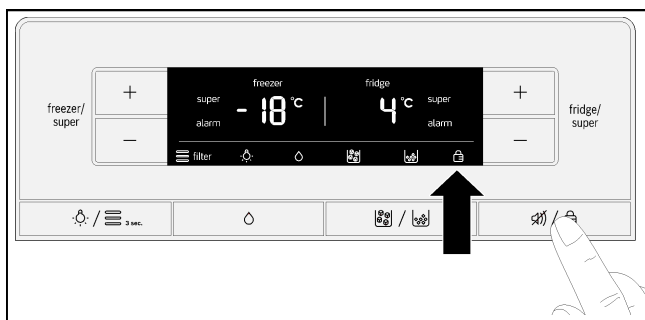 freezer fridge
super -18 °C 4 °C super
alarm alarm
filter
freezer/
super
+
−
+
−
fridge/
super
/ 3 sec.
/
/